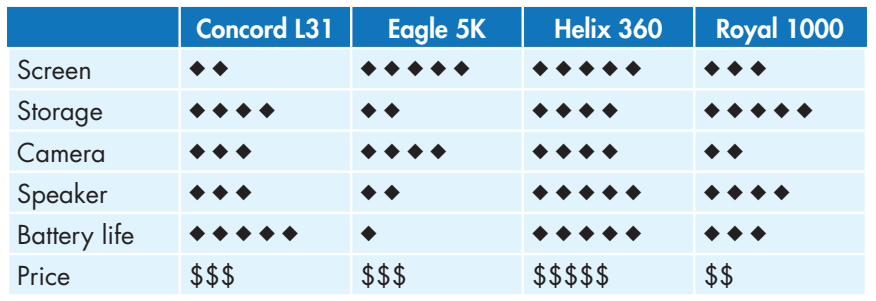 Concord L31 Eagle 5K Helix 360 Royal 1000
Screen ◆◆ ◆◆◆◆◆ ◆◆◆◆◆ ◆◆◆
Storage ◆◆◆◆ ◆◆ ◆◆◆◆ ◆◆◆◆◆
Camera ◆◆◆ ◆◆◆◆ ◆◆◆◆ ◆◆
Speaker ◆◆◆ ◆◆ ◆◆◆◆◆ ◆◆◆◆
Battery life ◆◆◆◆◆ ◆ ◆◆◆◆◆ ◆◆◆
Price $$$ $$$ $$$$$ $$